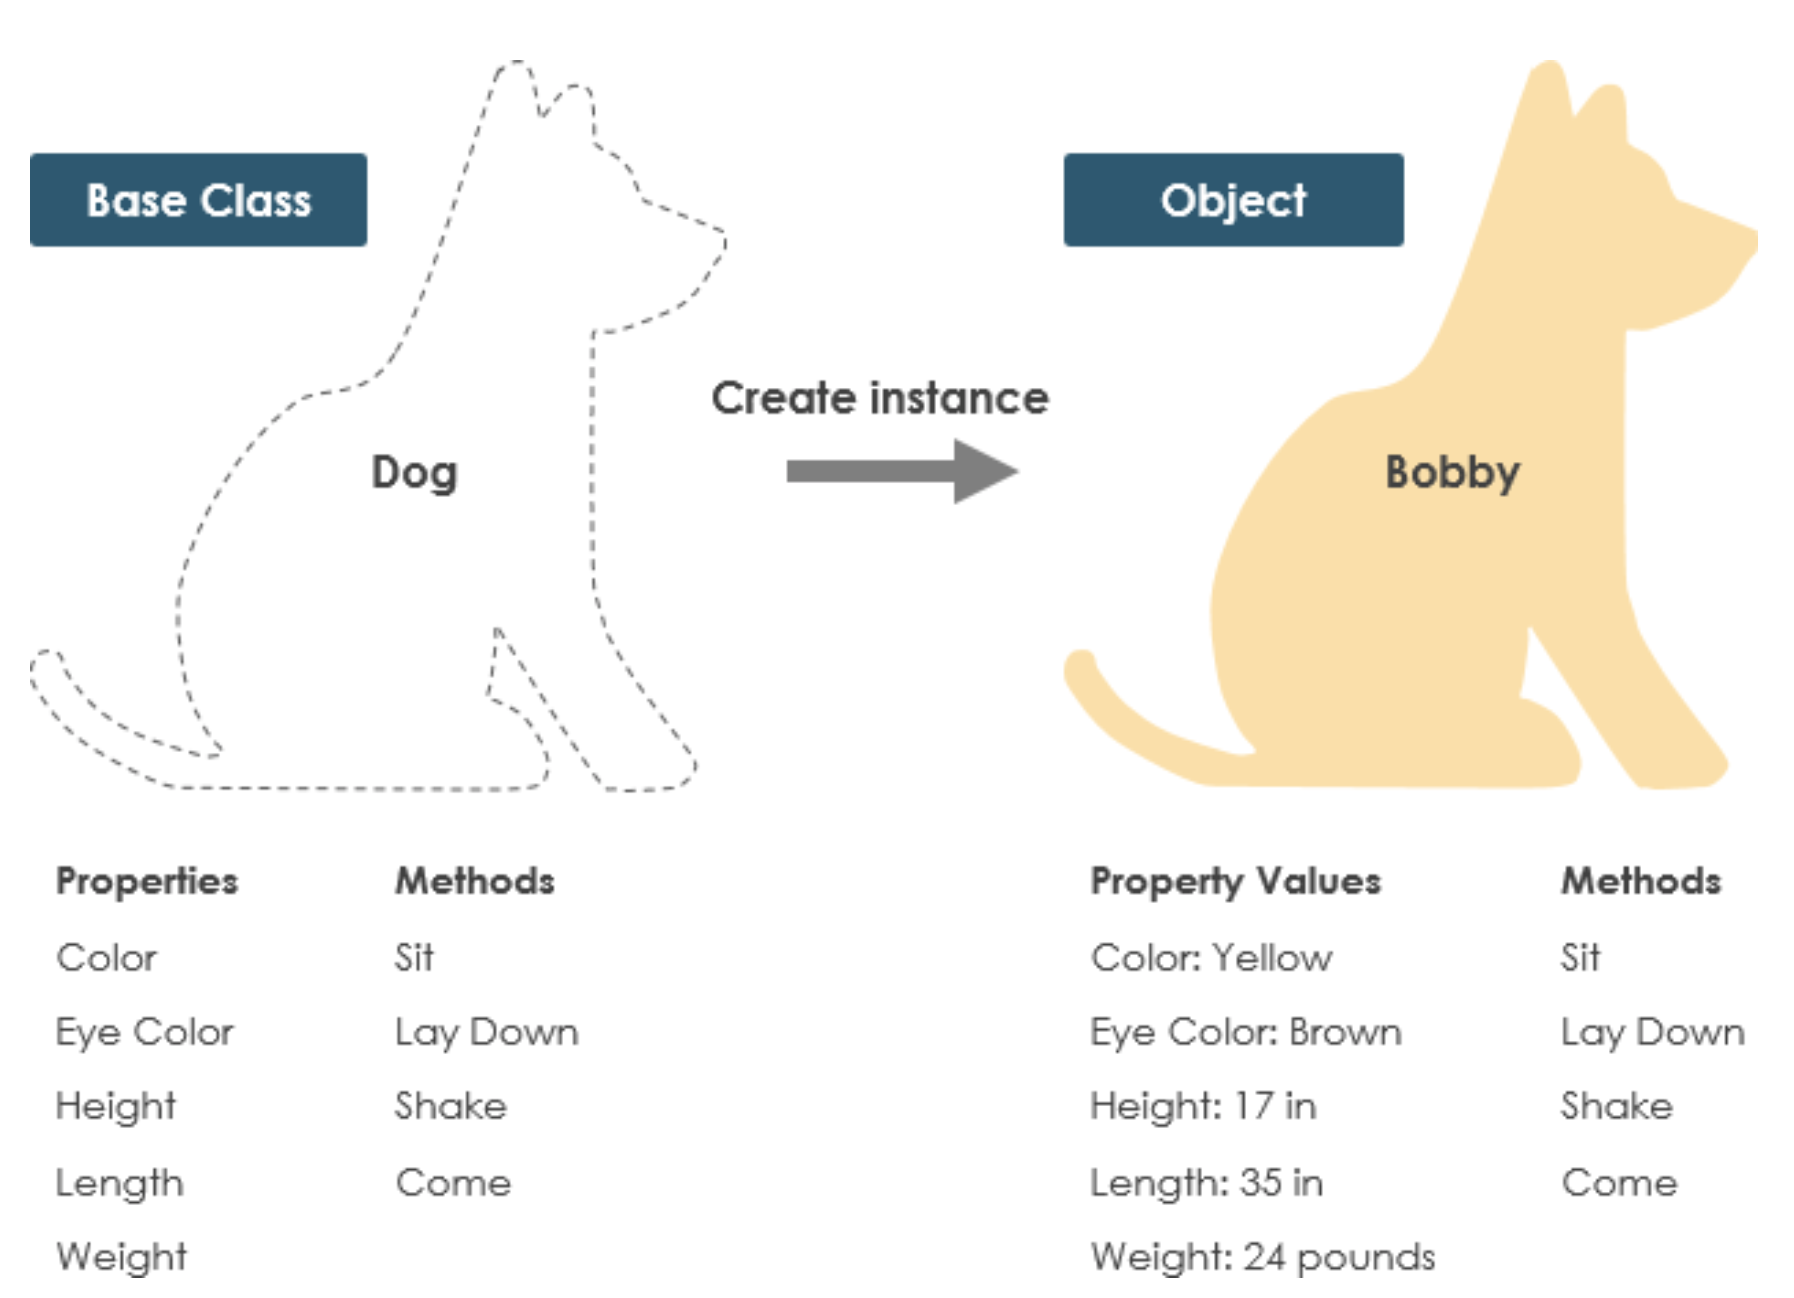 Base Class
Dog
Create instance
Object
Bobby
Properties
Color
Eye Color
Height
Length
Weight
Methods
Sit
Lay Down
Shake
Come
Property Values
Color: Yellow
Eye Color: Brown
Height: 17 in
Length: 35 in
Weight: 24 pounds
Methods
Sit
Lay Down
Shake
Come